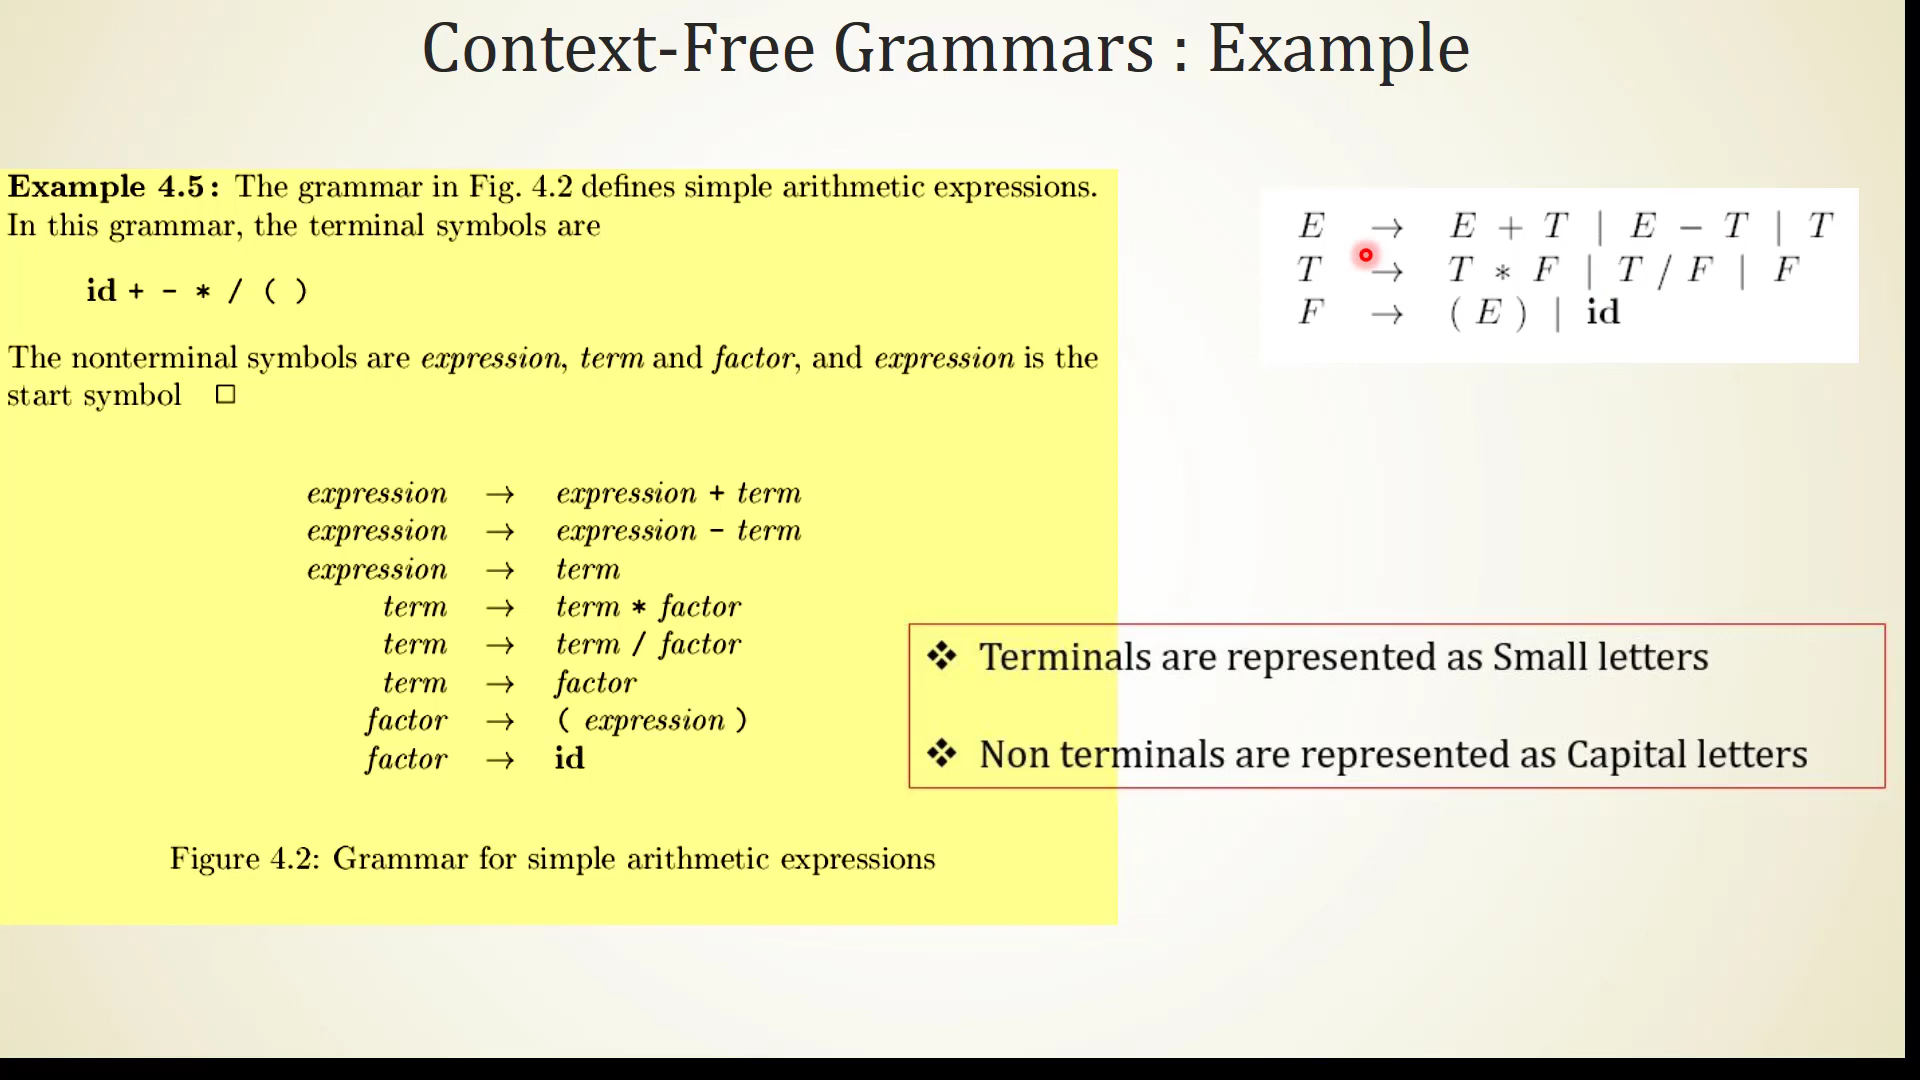 Context-Free Grammars : Example
Example 4.5: The grammar in Fig. 4.2 defines simple arithmetic expressions.
In this grammar, the terminal symbols are
id + - * / ( )
The nonterminal symbols are expression, term and factor, and expression is the
start symbol □
expression → expression + term
expression → expression - term
expression → term
term → term * factor
term → term / factor
term → factor
factor → ( expression )
factor → id
Figure 4.2: Grammar for simple arithmetic expressions
E → E + T | E − T | T
T → T * F | T / F | F
F → ( E ) | id
❖ Terminals are represented as Small letters
❖ Non terminals are represented as Capital letters